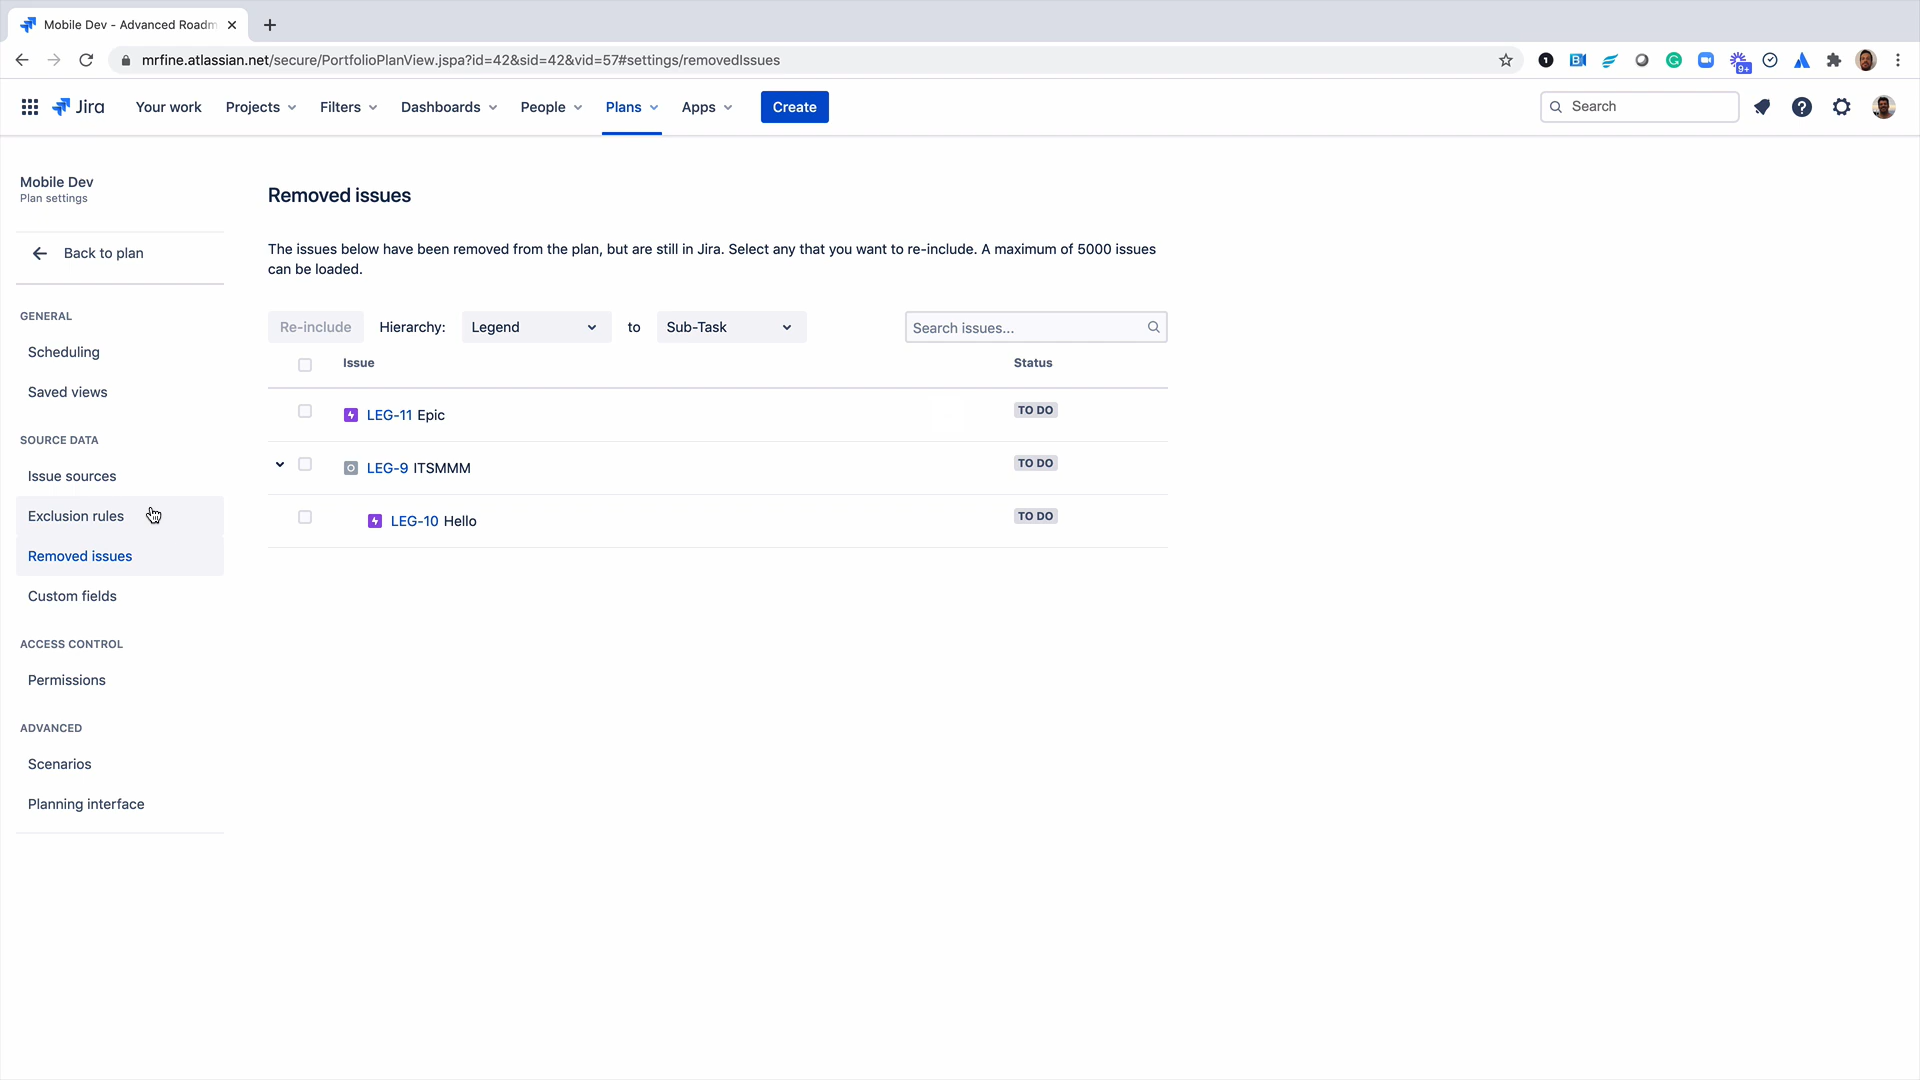 Mobile Dev - Advanced Roadm
mrfine.atlassian.net/secure/PortfolioPlanView.jspa?id=42&sid=42&vid=57#settings/removedIssues
1
9+
Jira
Your work
Projects
Filters
Dashboards
People
Plans
Apps
Create
Search
Mobile Dev
Plan settings
Back to plan
GENERAL
Scheduling
Saved views
SOURCE DATA
Issue sources
Exclusion rules
Removed issues
Custom fields
ACCESS CONTROL
Permissions
ADVANCED
Scenarios
Planning interface
Removed issues
The issues below have been removed from the plan, but are still in Jira. Select any that you want to re-include. A maximum of 5000 issues
can be loaded.
Re-include Hierarchy: Legend to Sub-Task Search issues...
Issue Status
LEG-11 Epic TO DO
LEG-9 ITSMMM TO DO
LEG-10 Hello TO DO